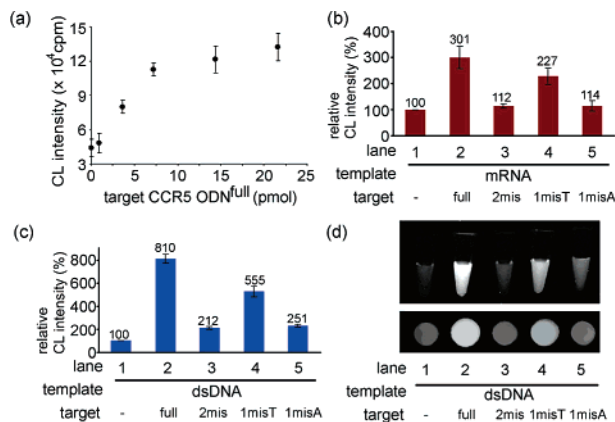 (a)
CL intensity (x 10⁴cpm)
15
12
9
6
3
0 5 10 15 20 25
target CCR5 ODN^full (pmol)
(b)
relative
CL intensity (%)
400
300
200
100
100 301 112 227 114
lane 1 2 3 4 5
template mRNA
target - full 2mis 1misT 1misA
(c)
relative
CL intensity (%)
800
600
400
200
0
100 810 212 555 251
1 2 3 4 5
lane
template
dsDNA
target - full 2mis 1misT 1misA
(d)
lane 1 2 3 4 5
template
dsDNA
target - full 2mis 1misT 1misA